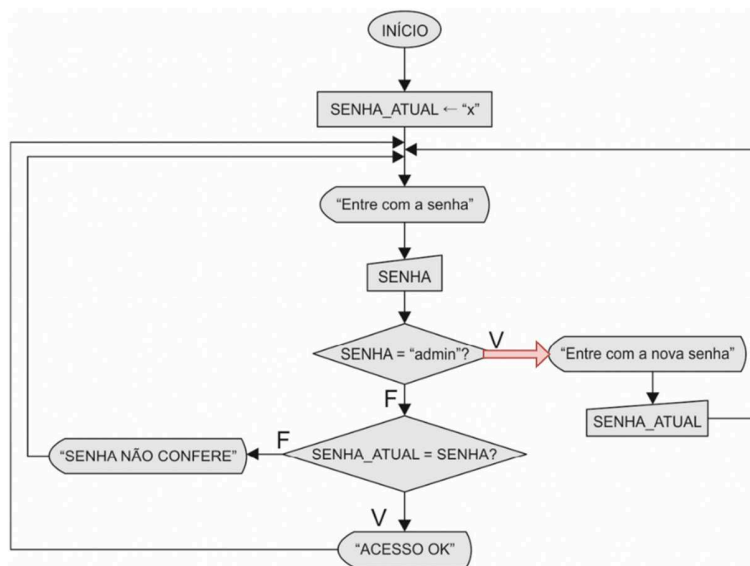 INÍCIO
SENHA_ATUAL ← “x”
“Entre com a senha”
SENHA
SENHA = “admin”?
V
“Entre com a nova senha”
SENHA_ATUAL
F
SENHA_ATUAL = SENHA?
F
“SENHA NÃO CONFERE”
V
“ACESSO OK”